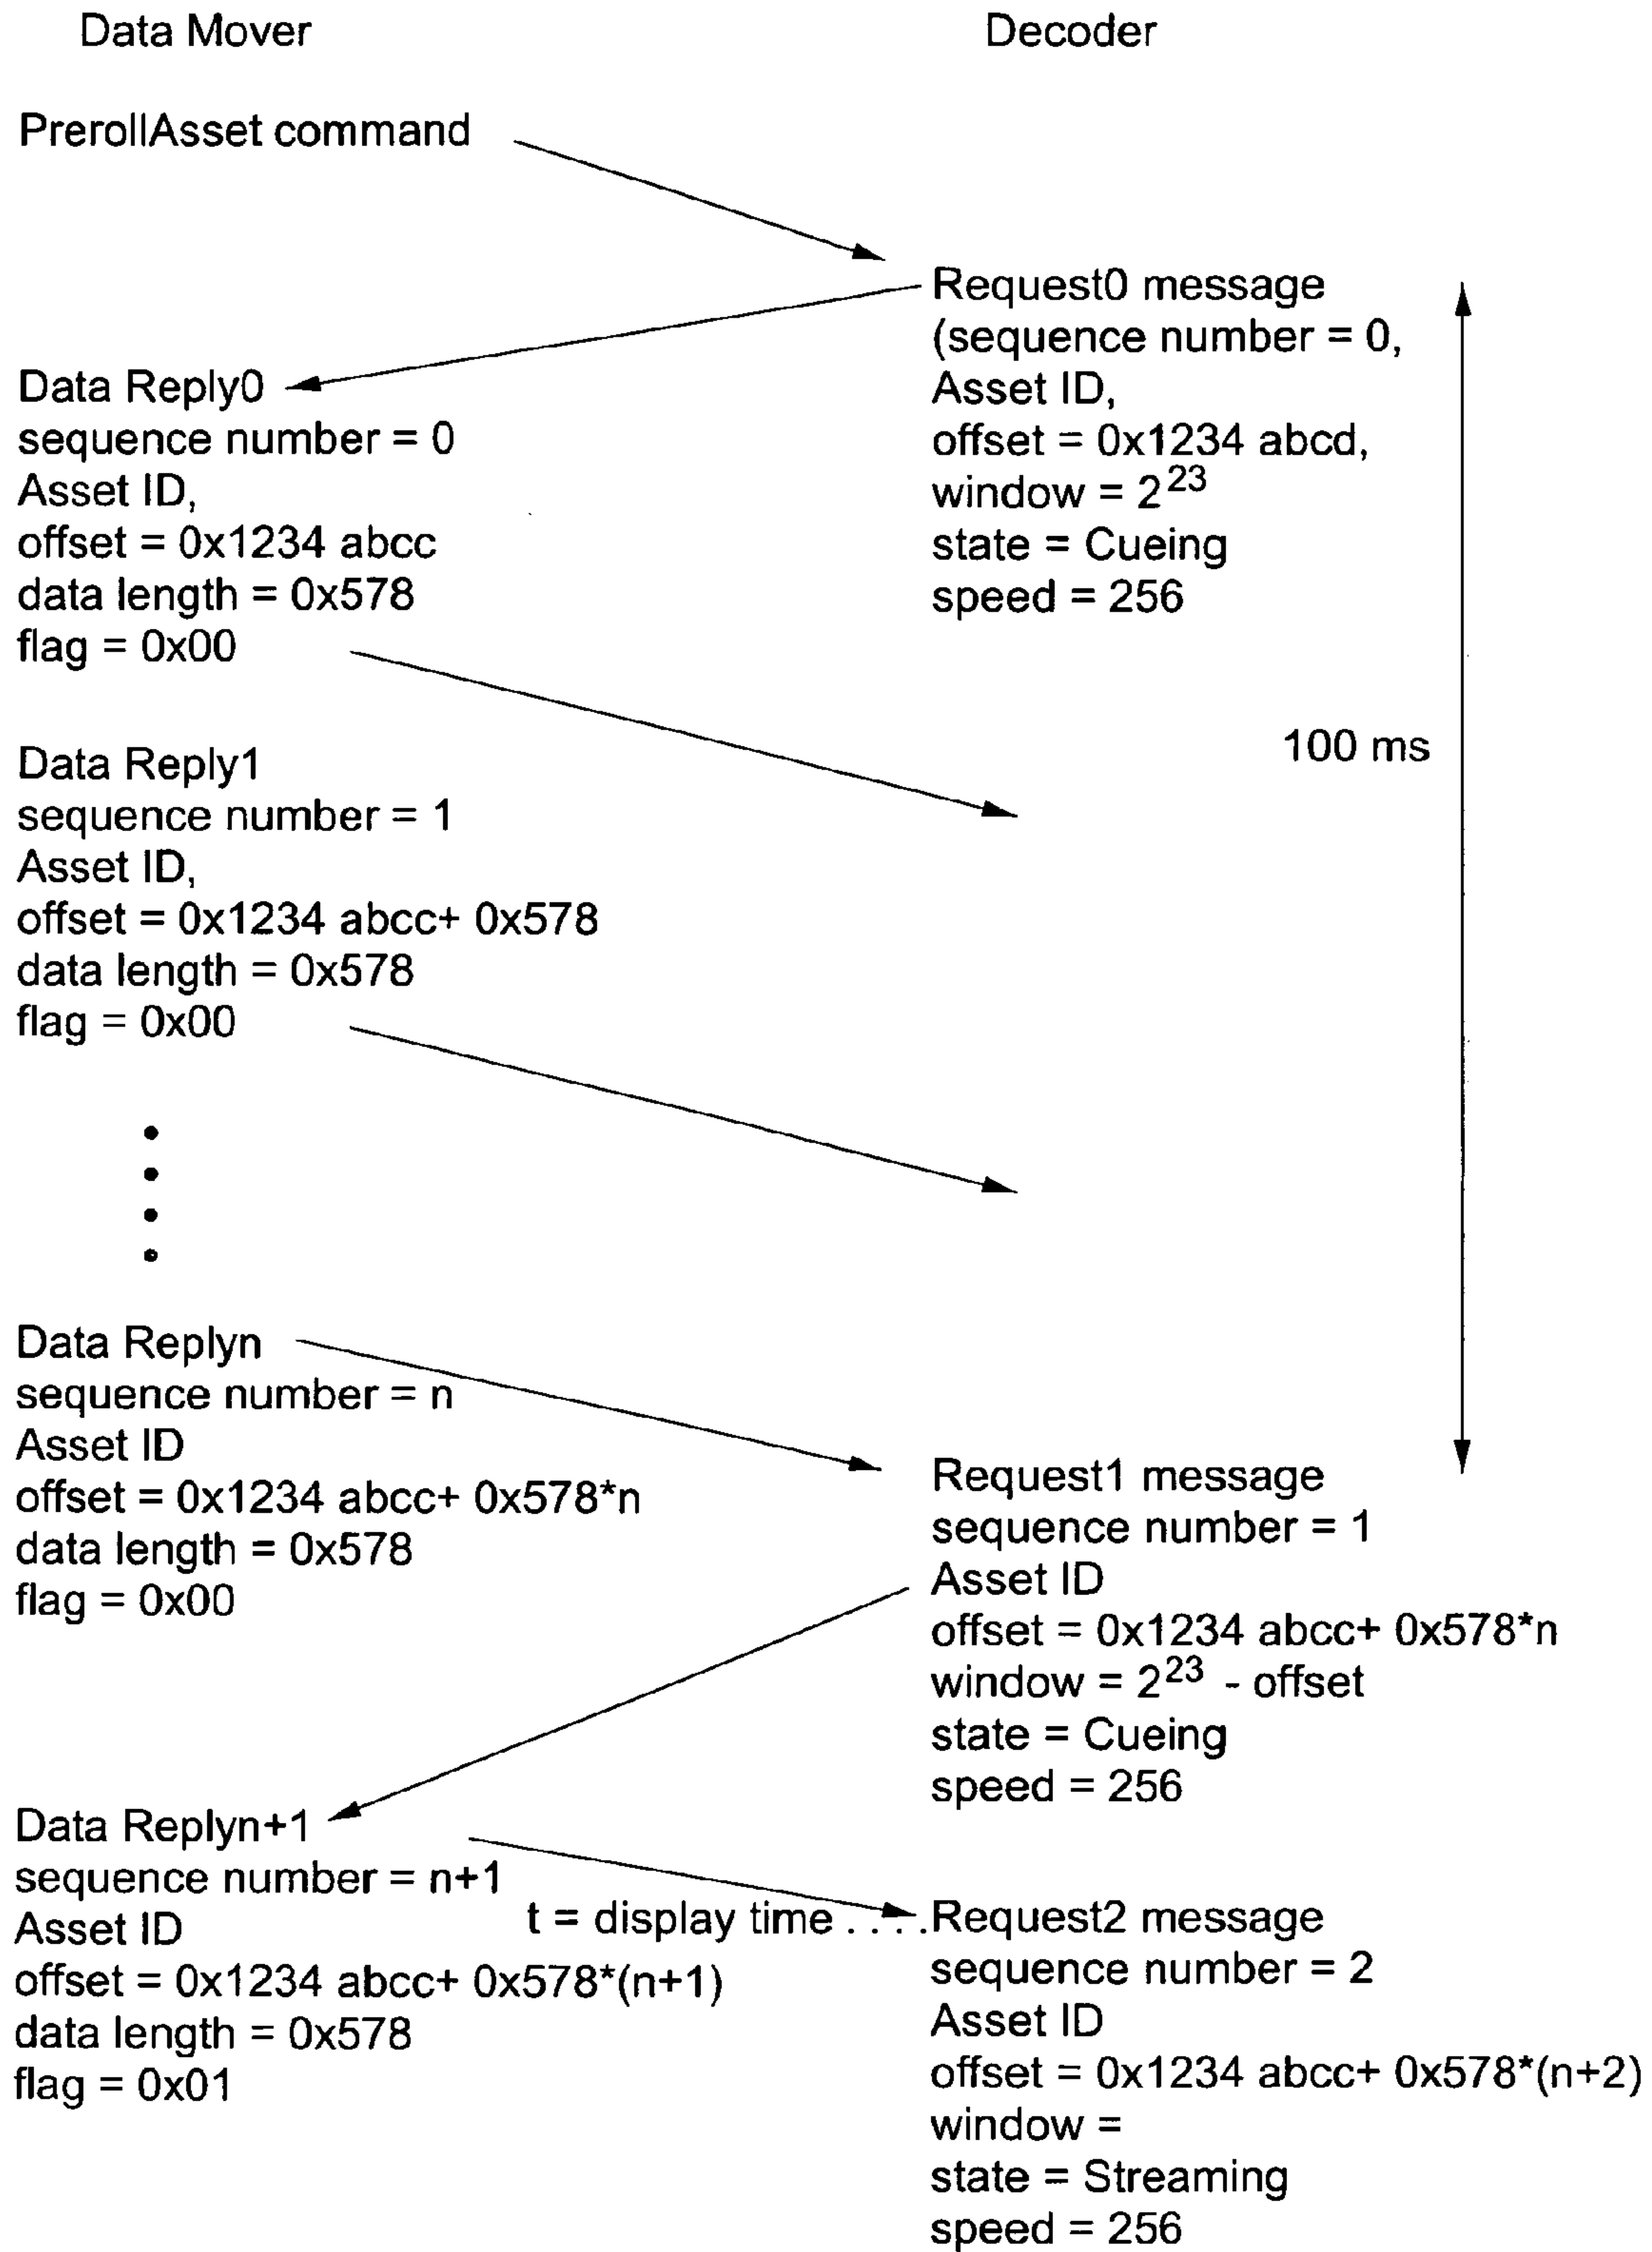 Data Mover
Decoder
PrerollAsset command
Request0 message
(sequence number = 0,
Asset ID,
offset = 0x1234 abcd,
window = 2^23
state = Cueing
speed = 256
Data Reply0
sequence number = 0
Asset ID,
offset = 0x1234 abcc
data length = 0x578
flag = 0x00
100 ms
Data Reply1
sequence number = 1
Asset ID,
offset = 0x1234 abcc+ 0x578
data length = 0x578
flag = 0x00
Data Replyn
sequence number = n
Asset ID
offset = 0x1234 abcc+ 0x578*n
data length = 0x578
flag = 0x00
Request1 message
sequence number = 1
Asset ID
offset = 0x1234 abcc+ 0x578*n
window = 2^23 - offset
state = Cueing
speed = 256
Data Replyn+1
sequence number = n+1
Asset ID
offset = 0x1234 abcc+ 0x578*(n+1)
data length = 0x578
flag = 0x01
t = display time . . . .
Request2 message
sequence number = 2
Asset ID
offset = 0x1234 abcc+ 0x578*(n+2)
window =
state = Streaming
speed = 256